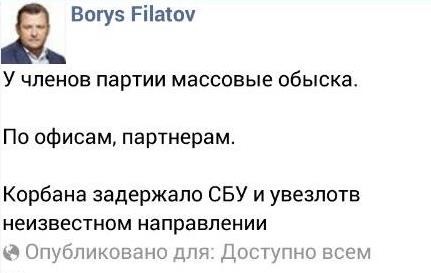 Borys Filatov
У членов партии массовые обыска.
По офисам, партнерам.
Корбана задержало СБУ и увезлотв
неизвестном направлении
Опубликовано для: Доступно всем